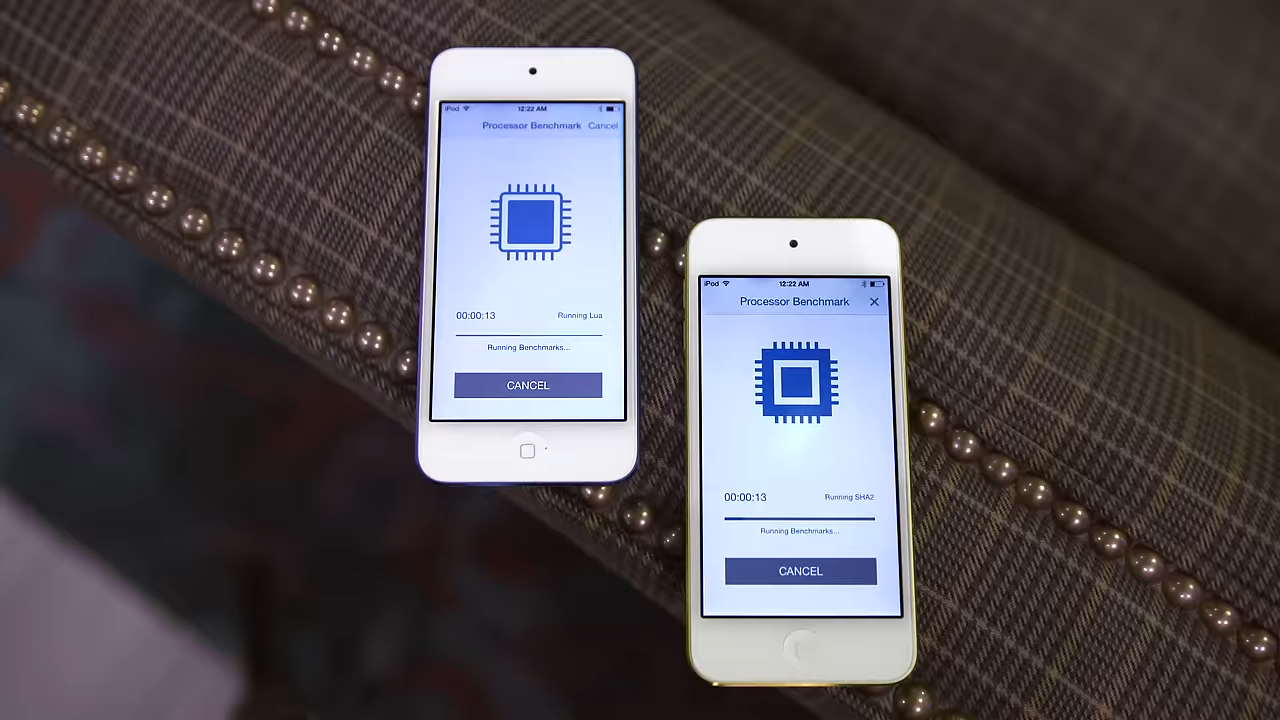 iPod 12:22 AM
Processor Benchmark Cancel
00:00:13 Running Lua
Running Benchmarks...
CANCEL
iPod 12:22 AM
Processor Benchmark
00:00:13 Running SHA2
Running Benchmarks...
CANCEL